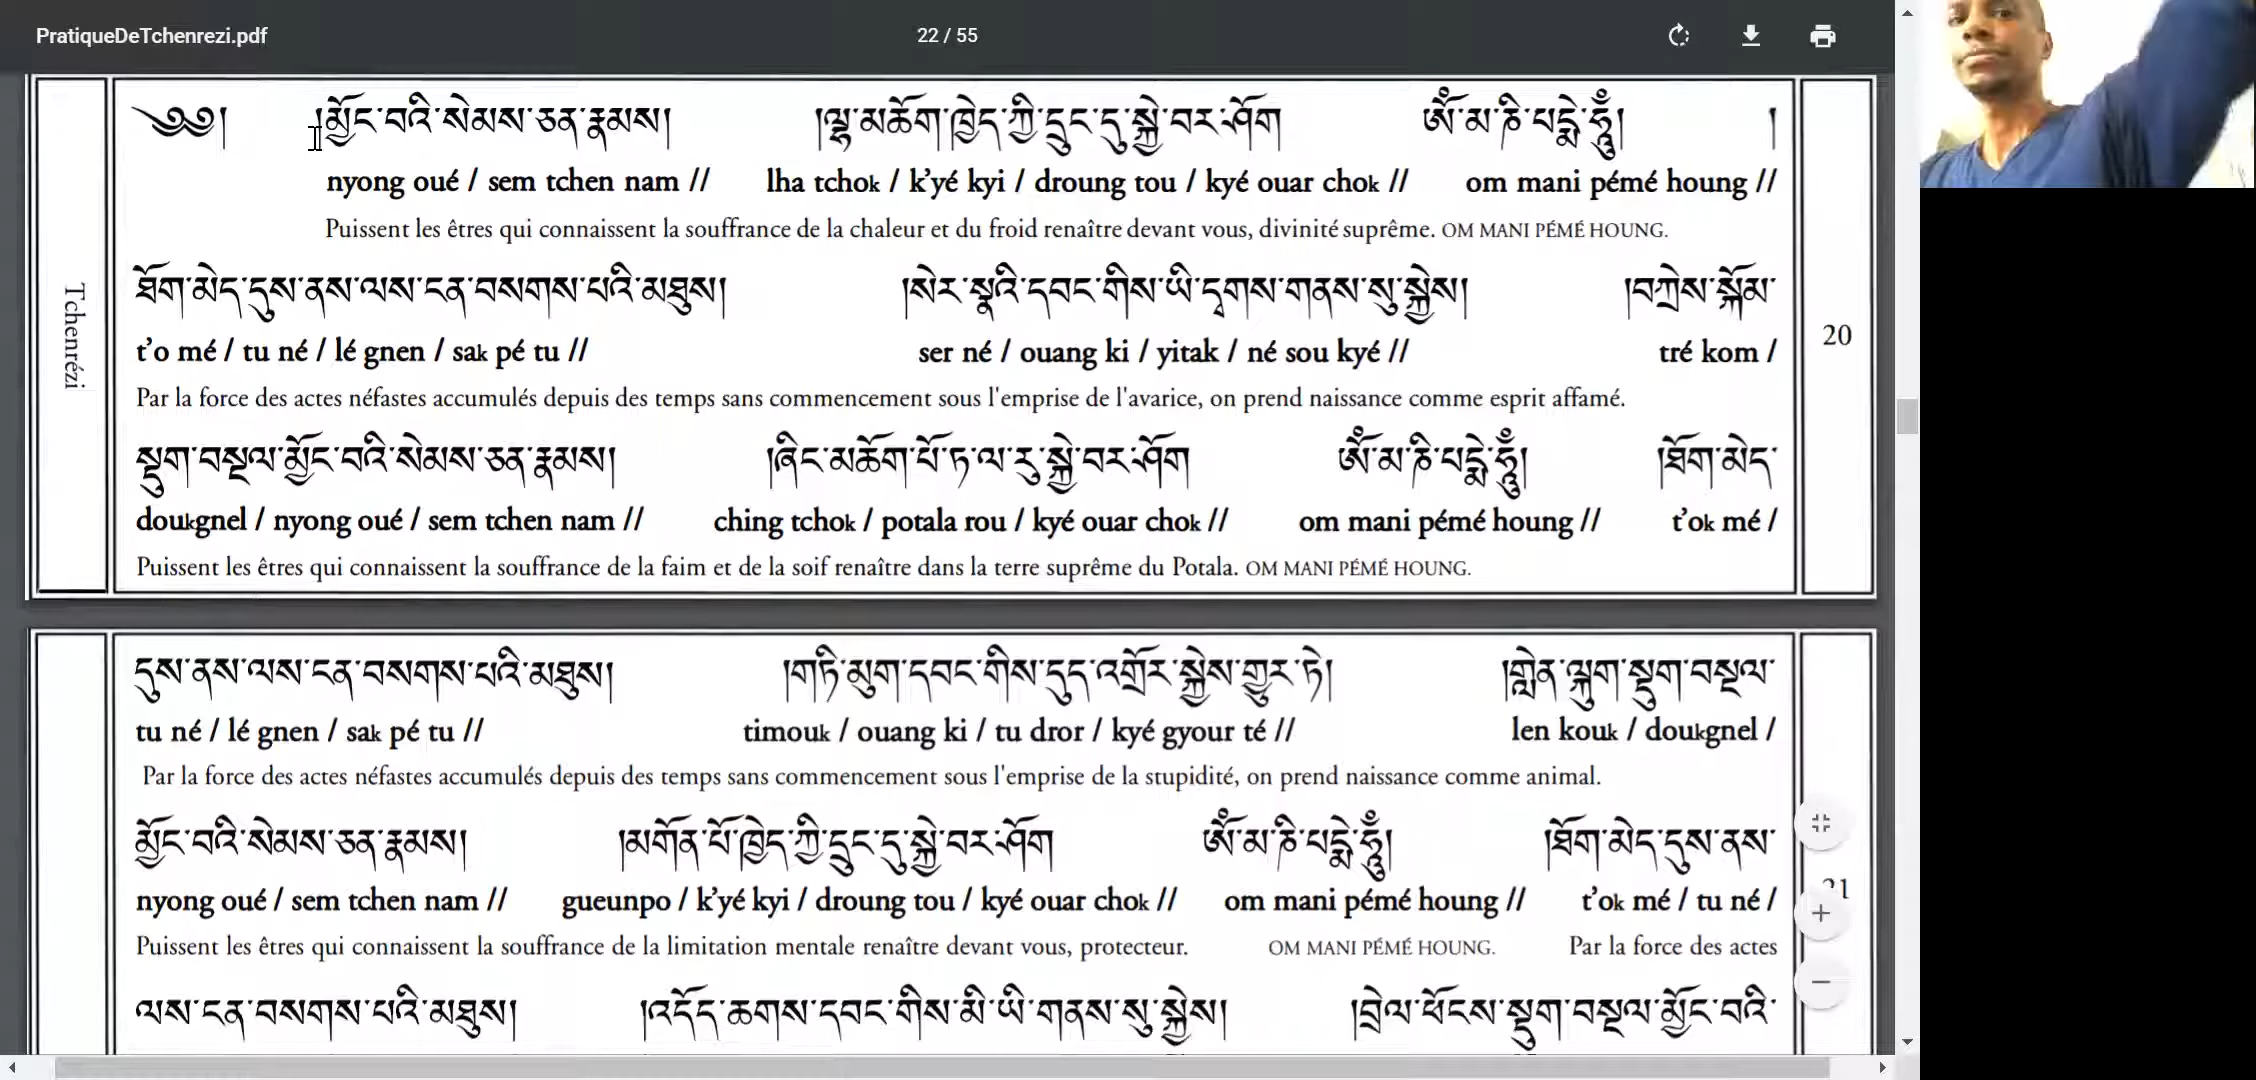 PratiqueDeTchenrezi.pdf 22 / 55
༄༅། །མྱོང་བའི་སེམས་ཅན་རྣམས། །ལྷ་མཆོག་ཁྱེད་ཀྱི་དྲུང་དུ་སྐྱེ་བར་ཤོག ཨོཾ་མ་ཎི་པདྨེ་ཧཱུྃ། །
nyong oué / sem tchen nam // lha tchok / k’yé kyi / droung tou / kyé ouar chok // om mani pémé houng //
Puissent les êtres qui connaissent la souffrance de la chaleur et du froid renaître devant vous, divinité suprême. OM MANI PÉMÉ HOUNG.
ཐོག་མེད་དུས་ནས་ལས་ངན་བསགས་པའི་མཐུས། །སེར་སྣའི་དབང་གིས་ཡི་དྭགས་གནས་སུ་སྐྱེས། །བཀྲེས་སྐོམ་
t’o mé / tu né / lé gnen / sak pé tu // ser né / ouang ki / yitak / né sou kyé // tré kom /
Par la force des actes néfastes accumulés depuis des temps sans commencement sous l'emprise de l'avarice, on prend naissance comme esprit affamé.
སྡུག་བསྔལ་མྱོང་བའི་སེམས་ཅན་རྣམས། །ཞིང་མཆོག་པོ་ཏ་ལ་རུ་སྐྱེ་བར་ཤོག ཨོཾ་མ་ཎི་པདྨེ་ཧཱུྃ། །ཐོག་མེད་
doukgnel / nyong oué / sem tchen nam // ching tchok / potala rou / kyé ouar chok // om mani pémé houng // t’ok mé /
Puissent les êtres qui connaissent la souffrance de la faim et de la soif renaître dans la terre suprême du Potala. OM MANI PÉMÉ HOUNG.
Tchenrézi
20
དུས་ནས་ལས་ངན་བསགས་པའི་མཐུས། །གཏི་མུག་དབང་གིས་དུད་འགྲོར་སྐྱེས་གྱུར་ཏེ། །གླེན་ལྐུག་སྡུག་བསྔལ་
tu né / lé gnen / sak pé tu // timouk / ouang ki / tu dror / kyé gyour té // len kouk / doukgnel /
Par la force des actes néfastes accumulés depuis des temps sans commencement sous l'emprise de la stupidité, on prend naissance comme animal.
མྱོང་བའི་སེམས་ཅན་རྣམས། །མགོན་པོ་ཁྱེད་ཀྱི་དྲུང་དུ་སྐྱེ་བར་ཤོག ཨོཾ་མ་ཎི་པདྨེ་ཧཱུྃ། །ཐོག་མེད་དུས་ནས་
nyong oué / sem tchen nam // gueunpo / k’yé kyi / droung tou / kyé ouar chok // om mani pémé houng // t’ok mé / tu né /
Puissent les êtres qui connaissent la souffrance de la limitation mentale renaître devant vous, protecteur. OM MANI PÉMÉ HOUNG. Par la force des actes
ལས་ངན་བསགས་པའི་མཐུས། །འདོད་ཆགས་དབང་གིས་མི་ཡི་གནས་སུ་སྐྱེས། །བྲེལ་ཕོངས་སྡུག་བསྔལ་མྱོང་བའི་
21